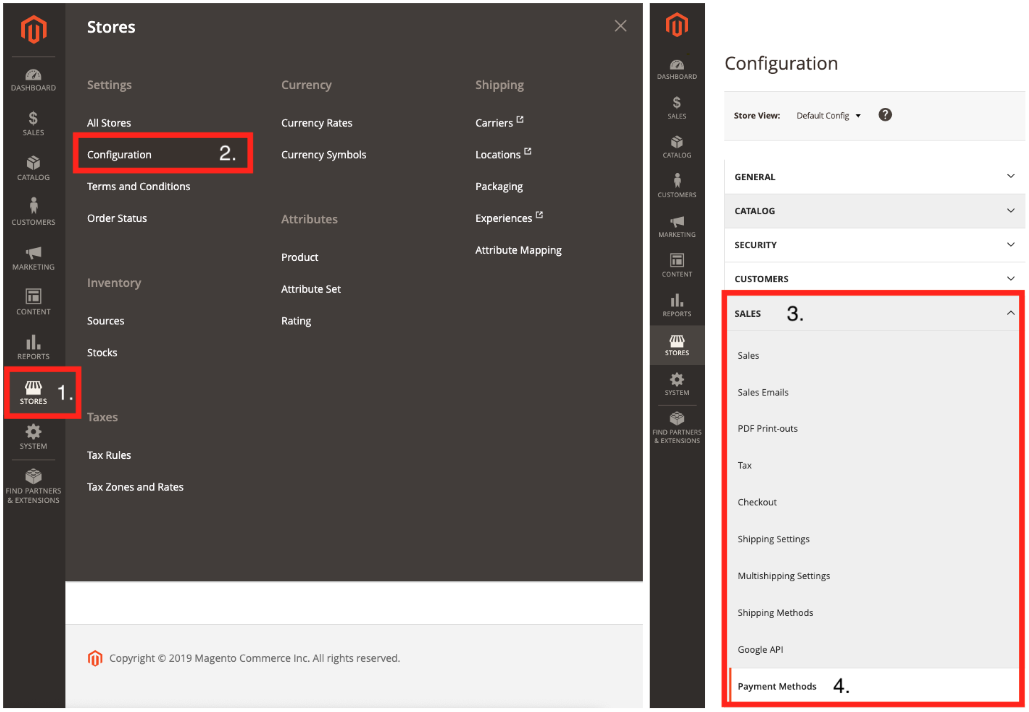 DASHBOARD
SALES
CATALOG
CUSTOMERS
MARKETING
CONTENT
REPORTS
STORES 1.
SYSTEM
FIND PARTNERS
& EXTENSIONS
Stores
Settings
All Stores
Configuration 2.
Terms and Conditions
Order Status
Inventory
Sources
Stocks
Taxes
Tax Rules
Tax Zones and Rates
Currency
Currency Rates
Currency Symbols
Attributes
Product
Attribute Set
Rating
Shipping
Carriers
Locations
Packaging
Experiences
Attribute Mapping
Copyright © 2019 Magento Commerce Inc. All rights reserved.
DASHBOARD
SALES
CATALOG
CUSTOMERS
MARKETING
CONTENT
REPORTS
STORES
SYSTEM
FIND PARTNERS
& EXTENSIONS
Configuration
Store View: Default Config ?
GENERAL
CATALOG
SECURITY
CUSTOMERS
SALES 3.
Sales
Sales Emails
PDF Print-outs
Tax
Checkout
Shipping Settings
Multishipping Settings
Shipping Methods
Google API
Payment Methods 4.